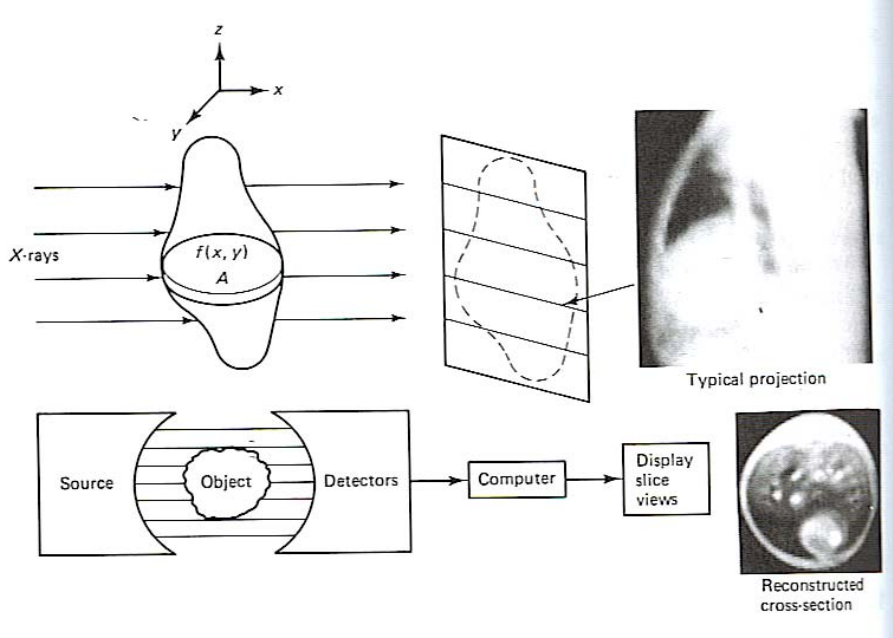 z
x
y
X-rays
f(x, y)
A
Typical projection
Source
Object
Detectors
Computer
Display
slice
views
Reconstructed
cross-section